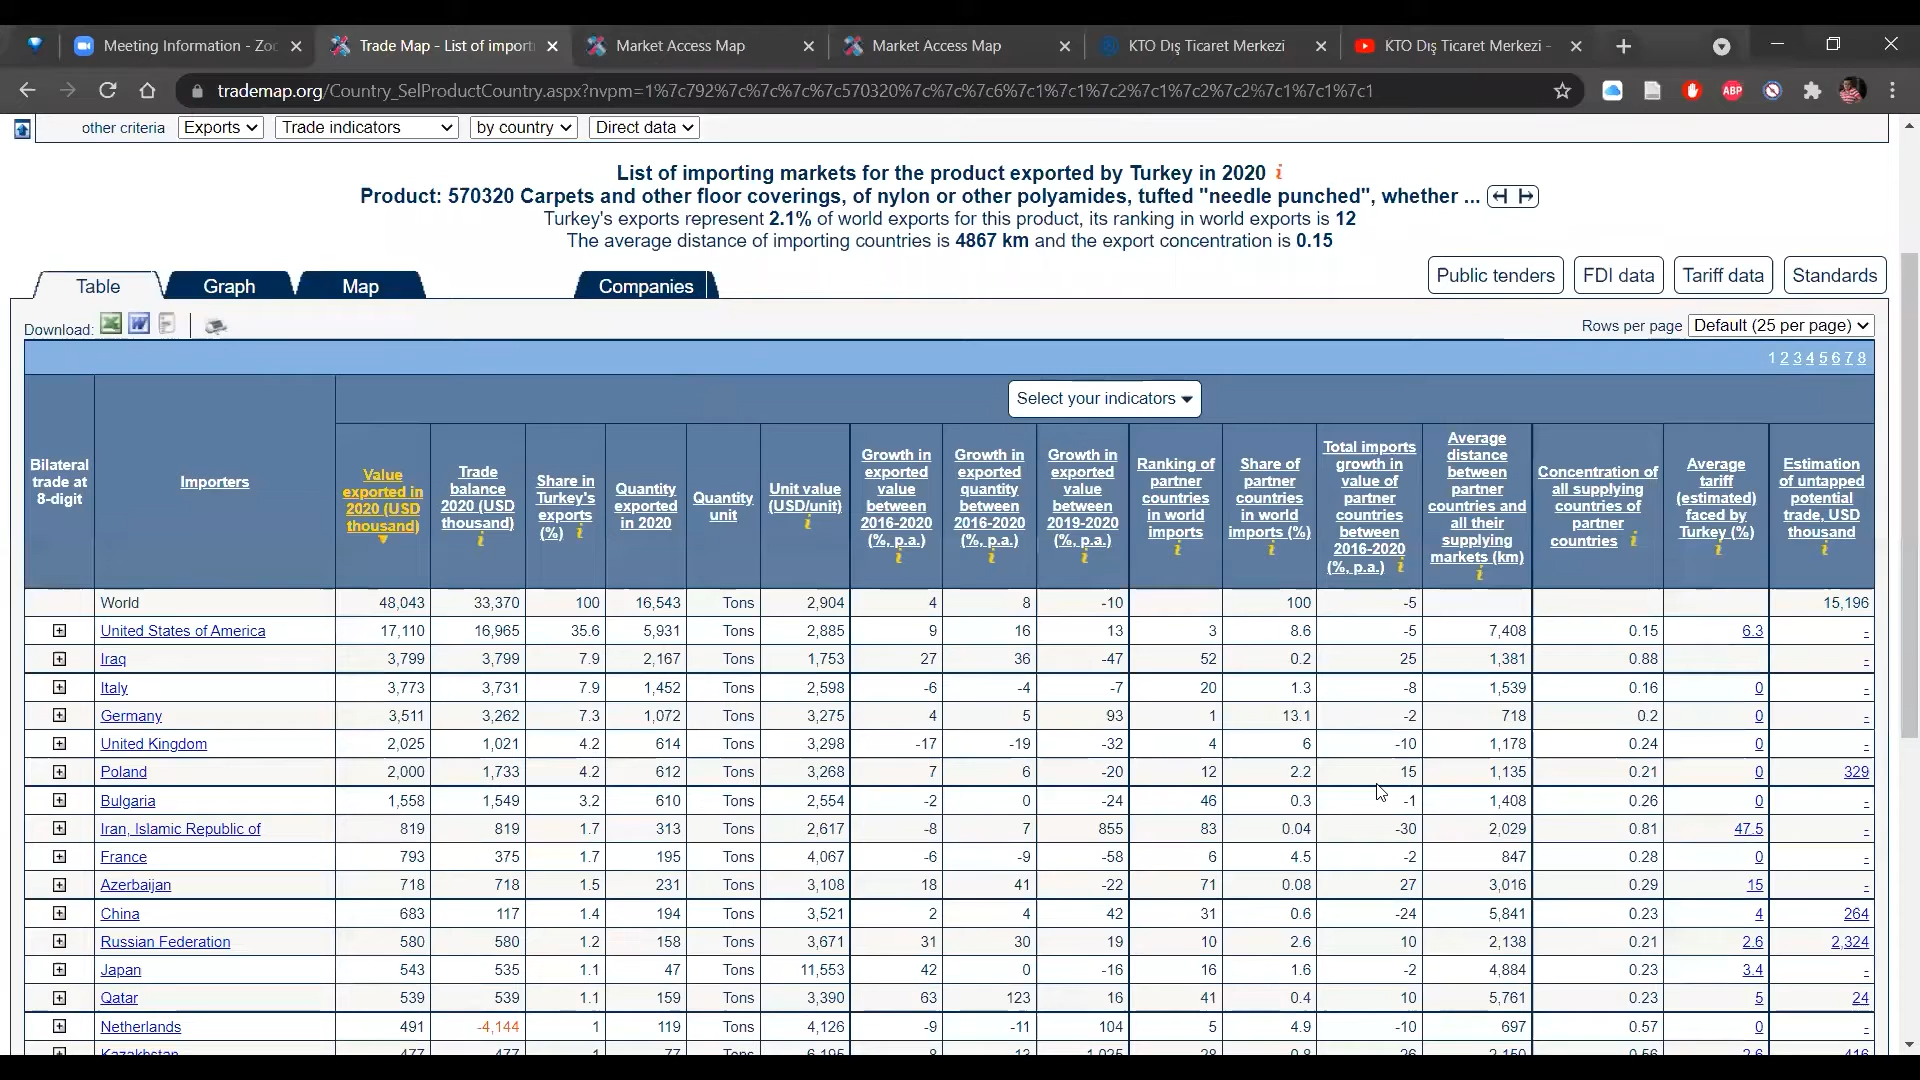 Meeting Information - Zoo
Trade Map - List of importi
Market Access Map
Market Access Map
KTO Dış Ticaret Merkezi
KTO Dış Ticaret Merkezi -
trademap.org/Country_SelProductCountry.aspx?nvpm=1%7c792%7c%7c%7c%7c570320%7c%7c%7c6%7c1%7c1%7c2%7c1%7c2%7c2%7c1%7c1%7c1%7c1
ABP
other criteria Exports Trade indicators by country Direct data
List of importing markets for the product exported by Turkey in 2020 i
Product: 570320 Carpets and other floor coverings, of nylon or other polyamides, tufted "needle punched", whether ...
Turkey's exports represent 2.1% of world exports for this product, its ranking in world exports is 12
The average distance of importing countries is 4867 km and the export concentration is 0.15
Table Graph Map Companies
Public tenders FDI data Tariff data Standards
Download:
Rows per page Default (25 per page)
1 2 3 4 5 6 7 8
Select your indicators
Bilateral trade at 8-digit
Importers
Value exported in 2020 (USD thousand)
Trade balance 2020 (USD thousand) i
Share in Turkey's exports (%) i
Quantity exported in 2020
Quantity unit
Unit value (USD/unit) i
Growth in exported value between 2016-2020 (%, p.a.) i
Growth in exported quantity between 2016-2020 (%, p.a.) i
Growth in exported value between 2019-2020 (%, p.a.) i
Ranking of partner countries in world imports i
Share of partner countries in world imports (%) i
Total imports growth in value of partner countries between 2016-2020 (%, p.a.) i
Average distance between partner countries and all their supplying markets (km) i
Concentration of all supplying countries of partner countries i
Average tariff (estimated) faced by Turkey (%) i
Estimation of untapped potential trade, USD thousand i
World 48,043 33,370 100 16,543 Tons 2,904 4 8 -10 100 -5 15,196
United States of America 17,110 16,965 35.6 5,931 Tons 2,885 9 16 13 3 8.6 -5 7,408 0.15 6.3 -
Iraq 3,799 3,799 7.9 2,167 Tons 1,753 27 36 -47 52 0.2 25 1,381 0.88 -
Italy 3,773 3,731 7.9 1,452 Tons 2,598 -6 -4 -7 20 1.3 -8 1,539 0.16 0 -
Germany 3,511 3,262 7.3 1,072 Tons 3,275 4 5 93 1 13.1 -2 718 0.2 0 -
United Kingdom 2,025 1,021 4.2 614 Tons 3,298 -17 -19 -32 4 6 -10 1,178 0.24 0 -
Poland 2,000 1,733 4.2 612 Tons 3,268 7 6 -20 12 2.2 15 1,135 0.21 0 329
Bulgaria 1,558 1,549 3.2 610 Tons 2,554 -2 0 -24 46 0.3 -1 1,408 0.26 0 -
Iran, Islamic Republic of 819 819 1.7 313 Tons 2,617 -8 7 855 83 0.04 -30 2,029 0.81 47.5 -
France 793 375 1.7 195 Tons 4,067 -6 -9 -58 6 4.5 -2 847 0.28 0 -
Azerbaijan 718 718 1.5 231 Tons 3,108 18 41 -22 71 0.08 27 3,016 0.29 15 -
China 683 117 1.4 194 Tons 3,521 2 4 42 31 0.6 -24 5,841 0.23 4 264
Russian Federation 580 580 1.2 158 Tons 3,671 31 30 19 10 2.6 10 2,138 0.21 2.6 2,324
Japan 543 535 1.1 47 Tons 11,553 42 0 -16 16 1.6 -2 4,884 0.23 3.4 -
Qatar 539 539 1.1 159 Tons 3,390 63 123 16 41 0.4 10 5,761 0.23 5 24
Netherlands 491 -4,144 1 119 Tons 4,126 -9 -11 104 5 4.9 -10 697 0.57 0 -
Kazakhstan 477 477 1 77 Tons